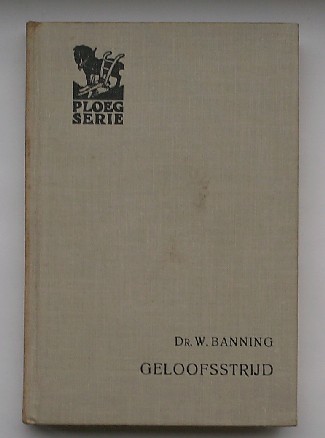 PLOEG
SERIE
DR. W. BANNING
GELOOFSSTRIJD